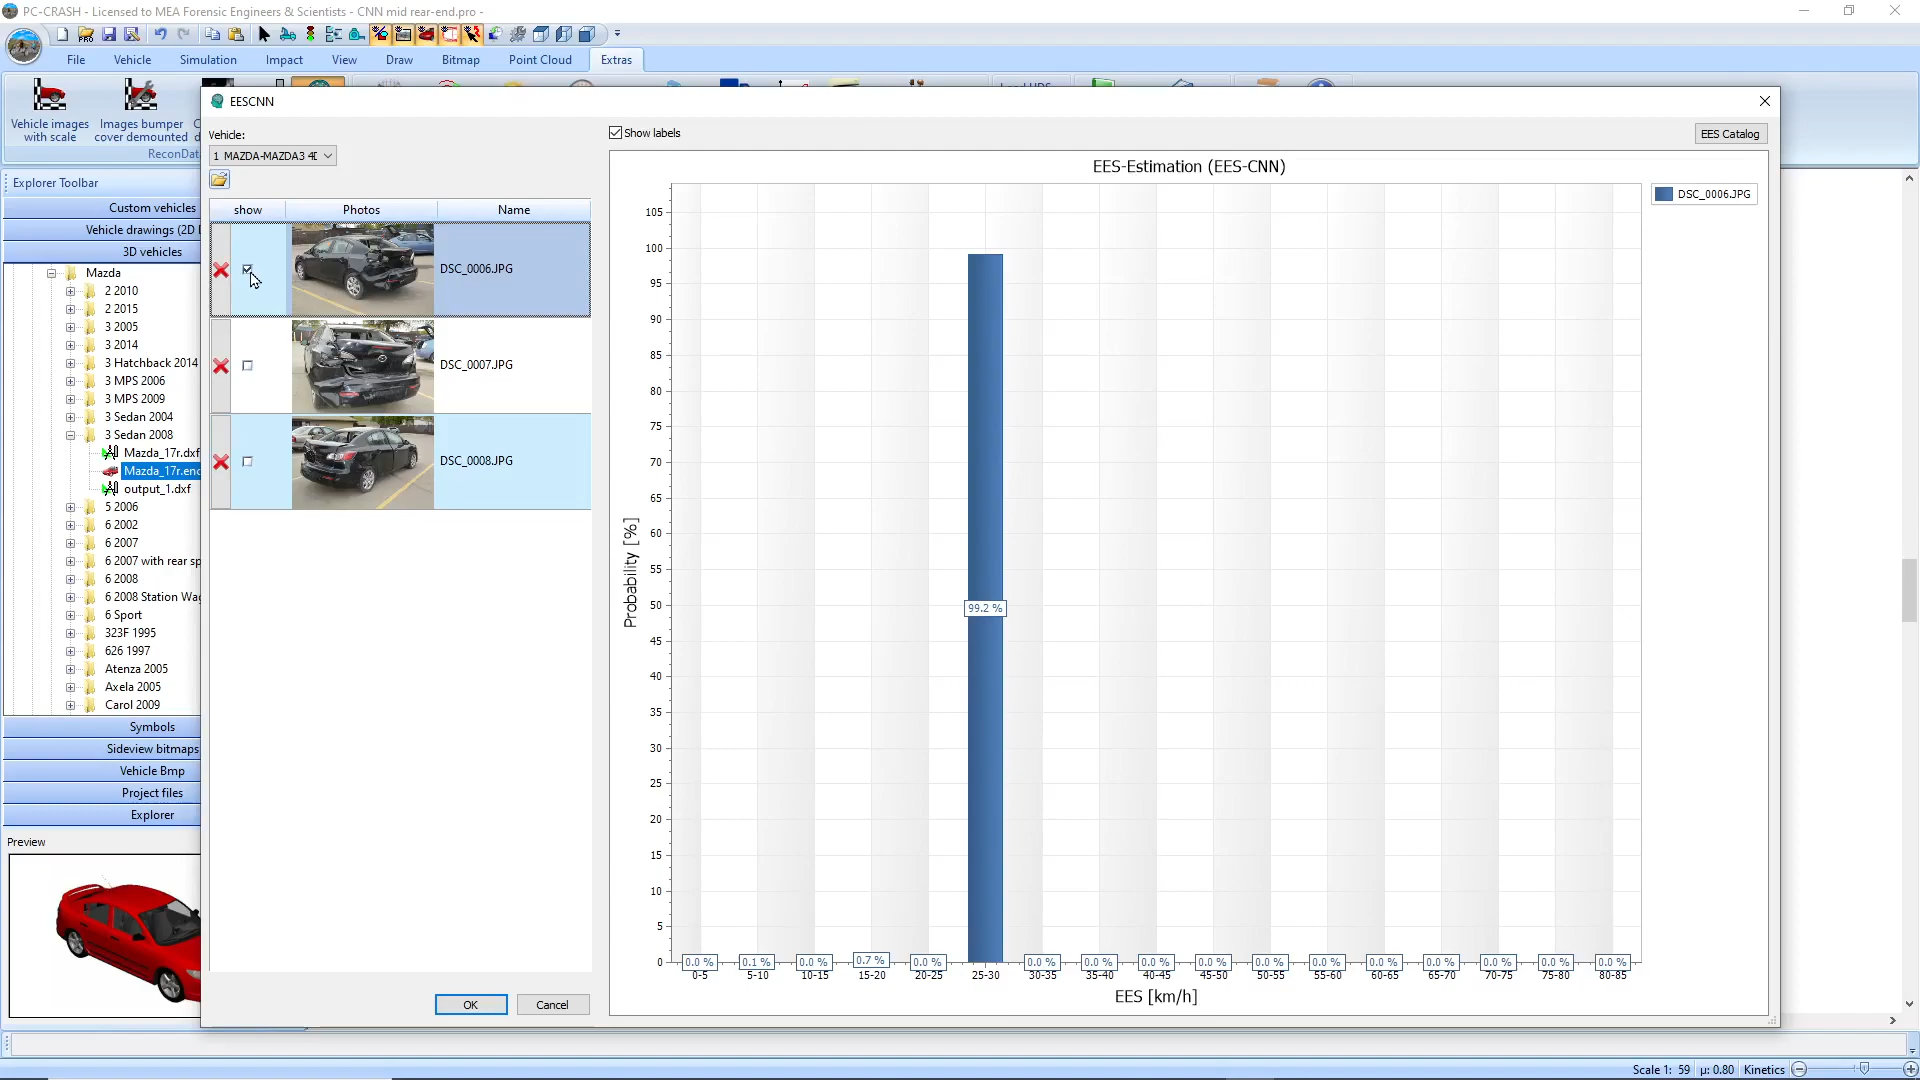 PC-CRASH - Licensed to MEA Forensic Engineers & Scientists - CNN mid rear-end.pro -
File Vehicle Simulation Impact View Draw Bitmap Point Cloud Extras
Vehicle images with scale
Images bumper cover demounted
ReconData
EESCNN
Vehicle:
1 MAZDA-MAZDA3 4D
Show labels
EES Catalog
Explorer Toolbar
Custom vehicles
Vehicle drawings (2D
3D vehicles
Mazda
2 2010
2 2015
3 2005
3 2014
3 Hatchback 2014
3 MPS 2006
3 MPS 2009
3 Sedan 2004
3 Sedan 2008
Mazda_17r.dxf
Mazda_17r.enc
output_1.dxf
5 2006
6 2002
6 2007
6 2007 with rear sp
6 2008
6 2008 Station Wag
6 Sport
323F 1995
626 1997
Atenza 2005
Axela 2005
Carol 2009
Symbols
Sideview bitmaps
Vehicle Bmp
Project files
Explorer
Preview
show Photos Name
DSC_0006.JPG
DSC_0007.JPG
DSC_0008.JPG
OK Cancel
EES-Estimation (EES-CNN)
DSC_0006.JPG
Probability [%]
105
100
95
90
85
80
75
70
65
60
55
50
45
40
35
30
25
20
15
10
5
0
99.2 %
0.0 % 0.1 % 0.0 % 0.7 % 0.0 % 0.0 % 0.0 % 0.0 % 0.0 % 0.0 % 0.0 % 0.0 % 0.0 % 0.0 % 0.0 % 0.0 %
0-5 5-10 10-15 15-20 20-25 25-30 30-35 35-40 40-45 45-50 50-55 55-60 60-65 65-70 70-75 75-80 80-85
EES [km/h]
Scale 1: 59 µ: 0.80 Kinetics